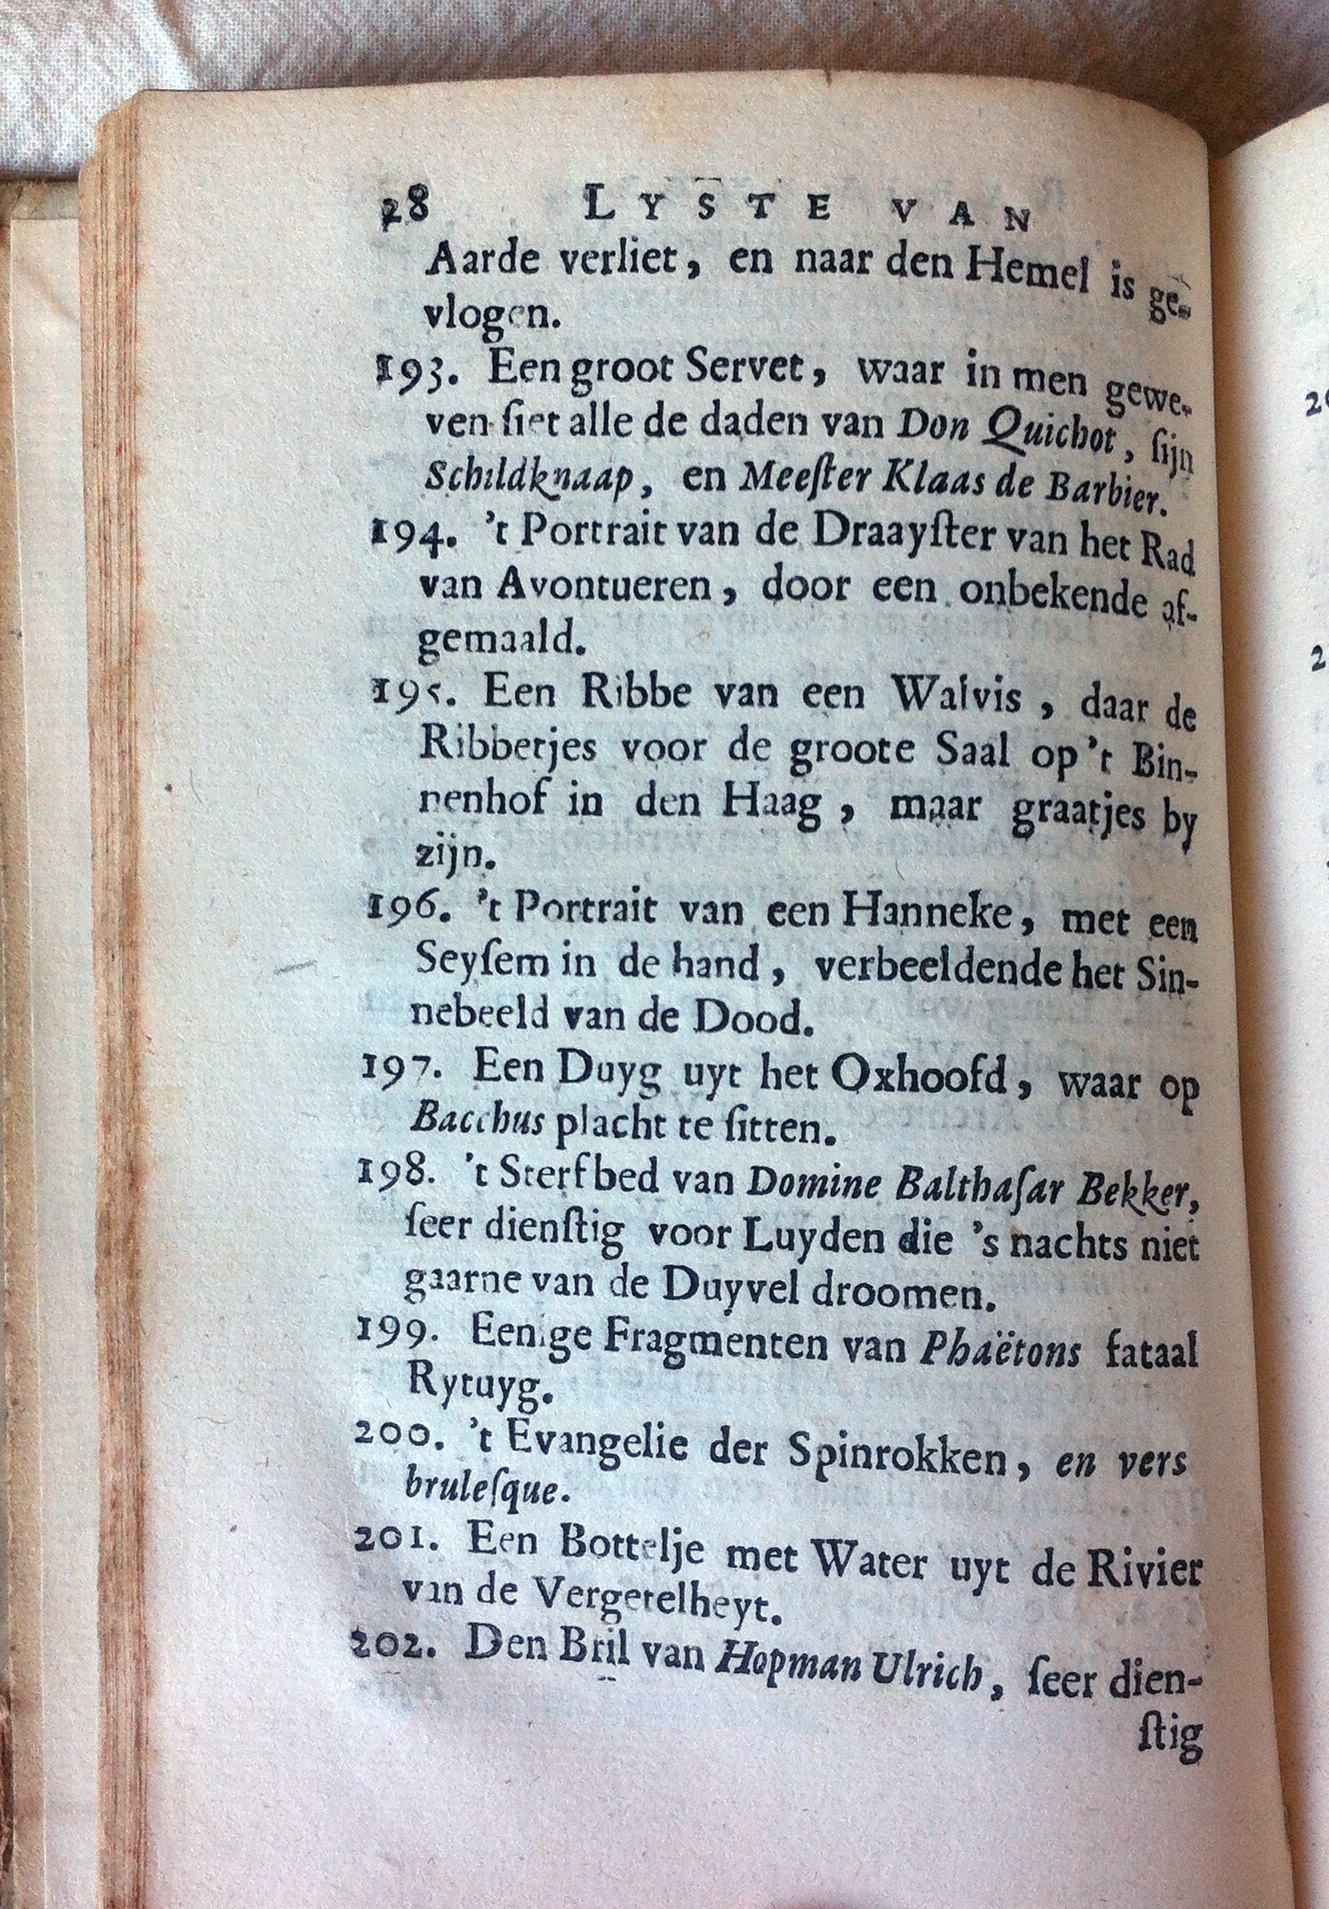 28 LYSTE VAN
Aarde verliet, en naar den Hemel is ge-
vlogen.
193. Een groot Servet, waar in men gewe-
ven ſiet alle de daden van Don Quichot, ſijn
Schildknaap, en Meeſter Klaas de Barbier.
194. 't Portrait van de Draayſter van het Rad
van Avontueren, door een onbekende af-
gemaald.
195. Een Ribbe van een Walvis, daar de
Ribbetjes voor de groote Saal op 't Bin-
nenhof in den Haag, maar graatjes by
zijn.
196. 't Portrait van een Hanneke, met een
Seyſem in de hand, verbeeldende het Sin-
nebeeld van de Dood.
197. Een Duyg uyt het Oxhoofd, waar op
Bacchus placht te ſitten.
198. 't Sterfbed van Domine Balthaſar Bekker,
ſeer dienſtig voor Luyden die 's nachts niet
gaarne van de Duyvel droomen.
199. Eenige Fragmenten van Phaëtons fataal
Rytuyg.
200. 't Evangelie der Spinrokken, en vers
bruleſque.
201. Een Bottelje met Water uyt de Rivier
van de Vergetelheyt.
202. Den Bril van Hopman Ulrich, ſeer dien-
ſtig